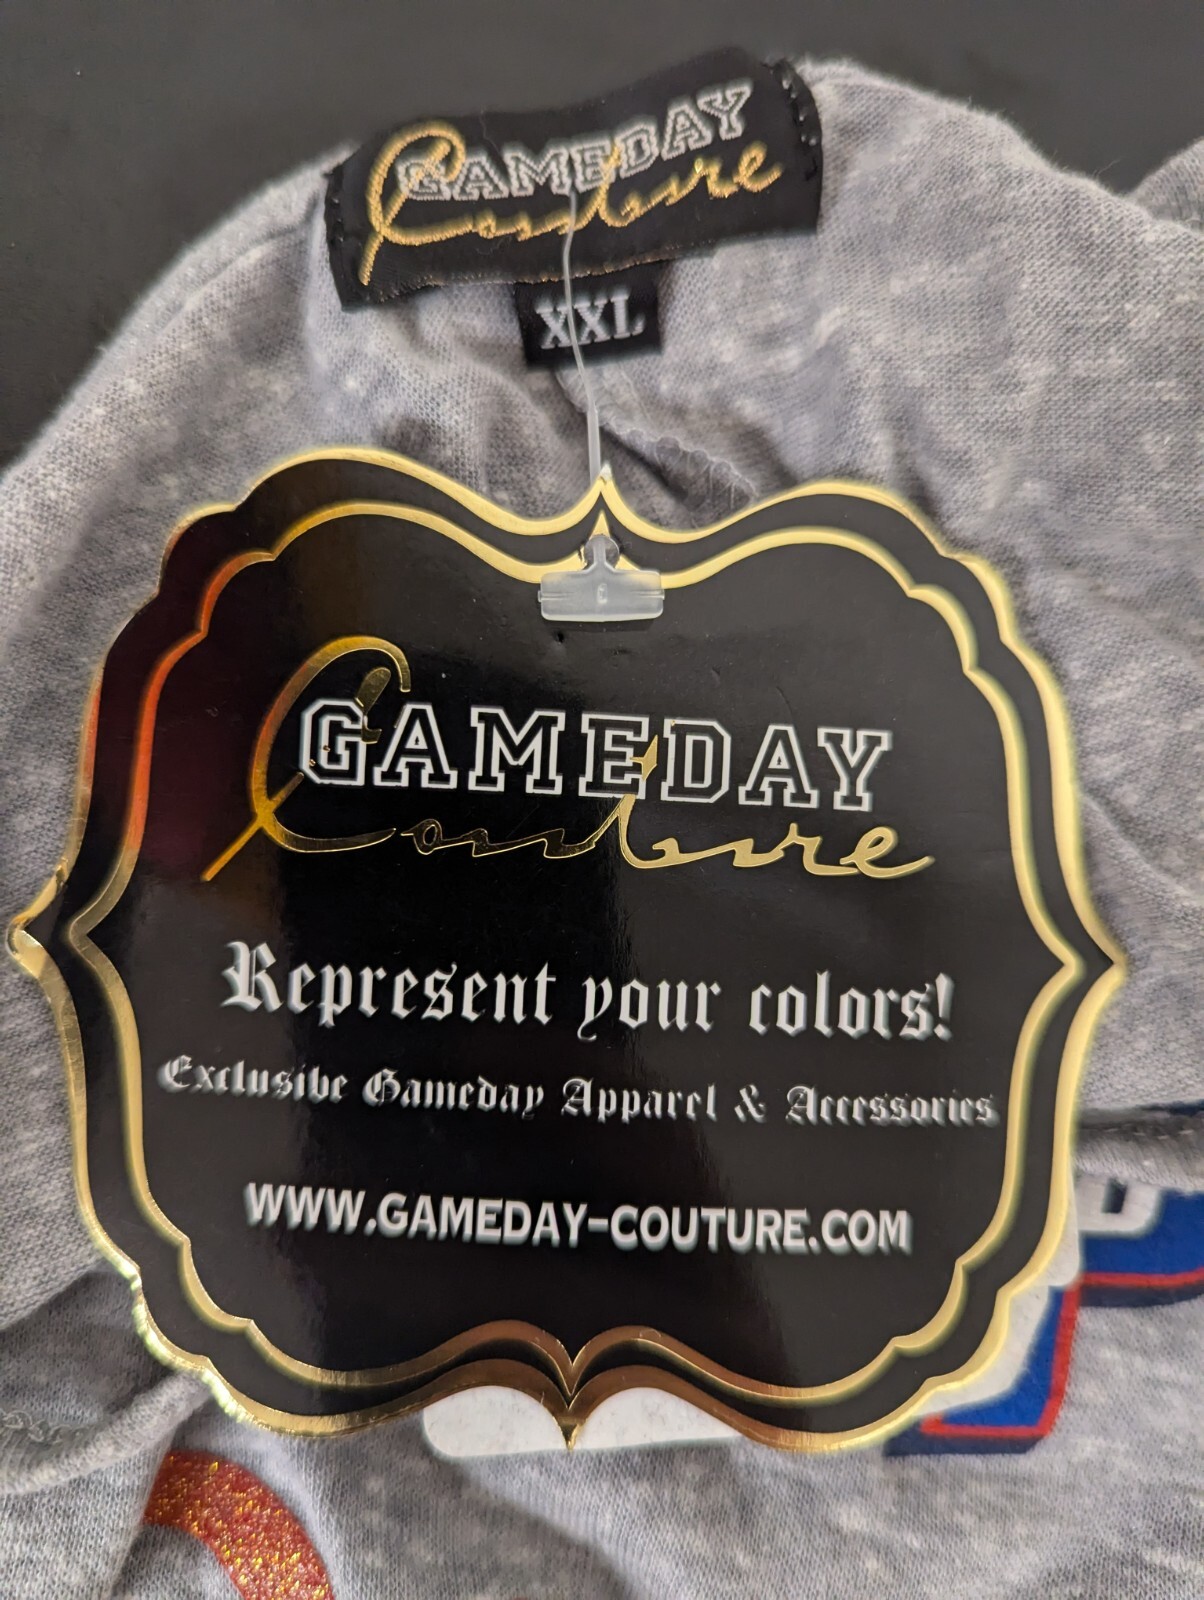 GAMEDAY
Couture
XXL
GAMEDAY
Couture
Represent your colors!
Exclusive Gameday Apparel & Accessories
WWW.GAMEDAY-COUTURE.COM